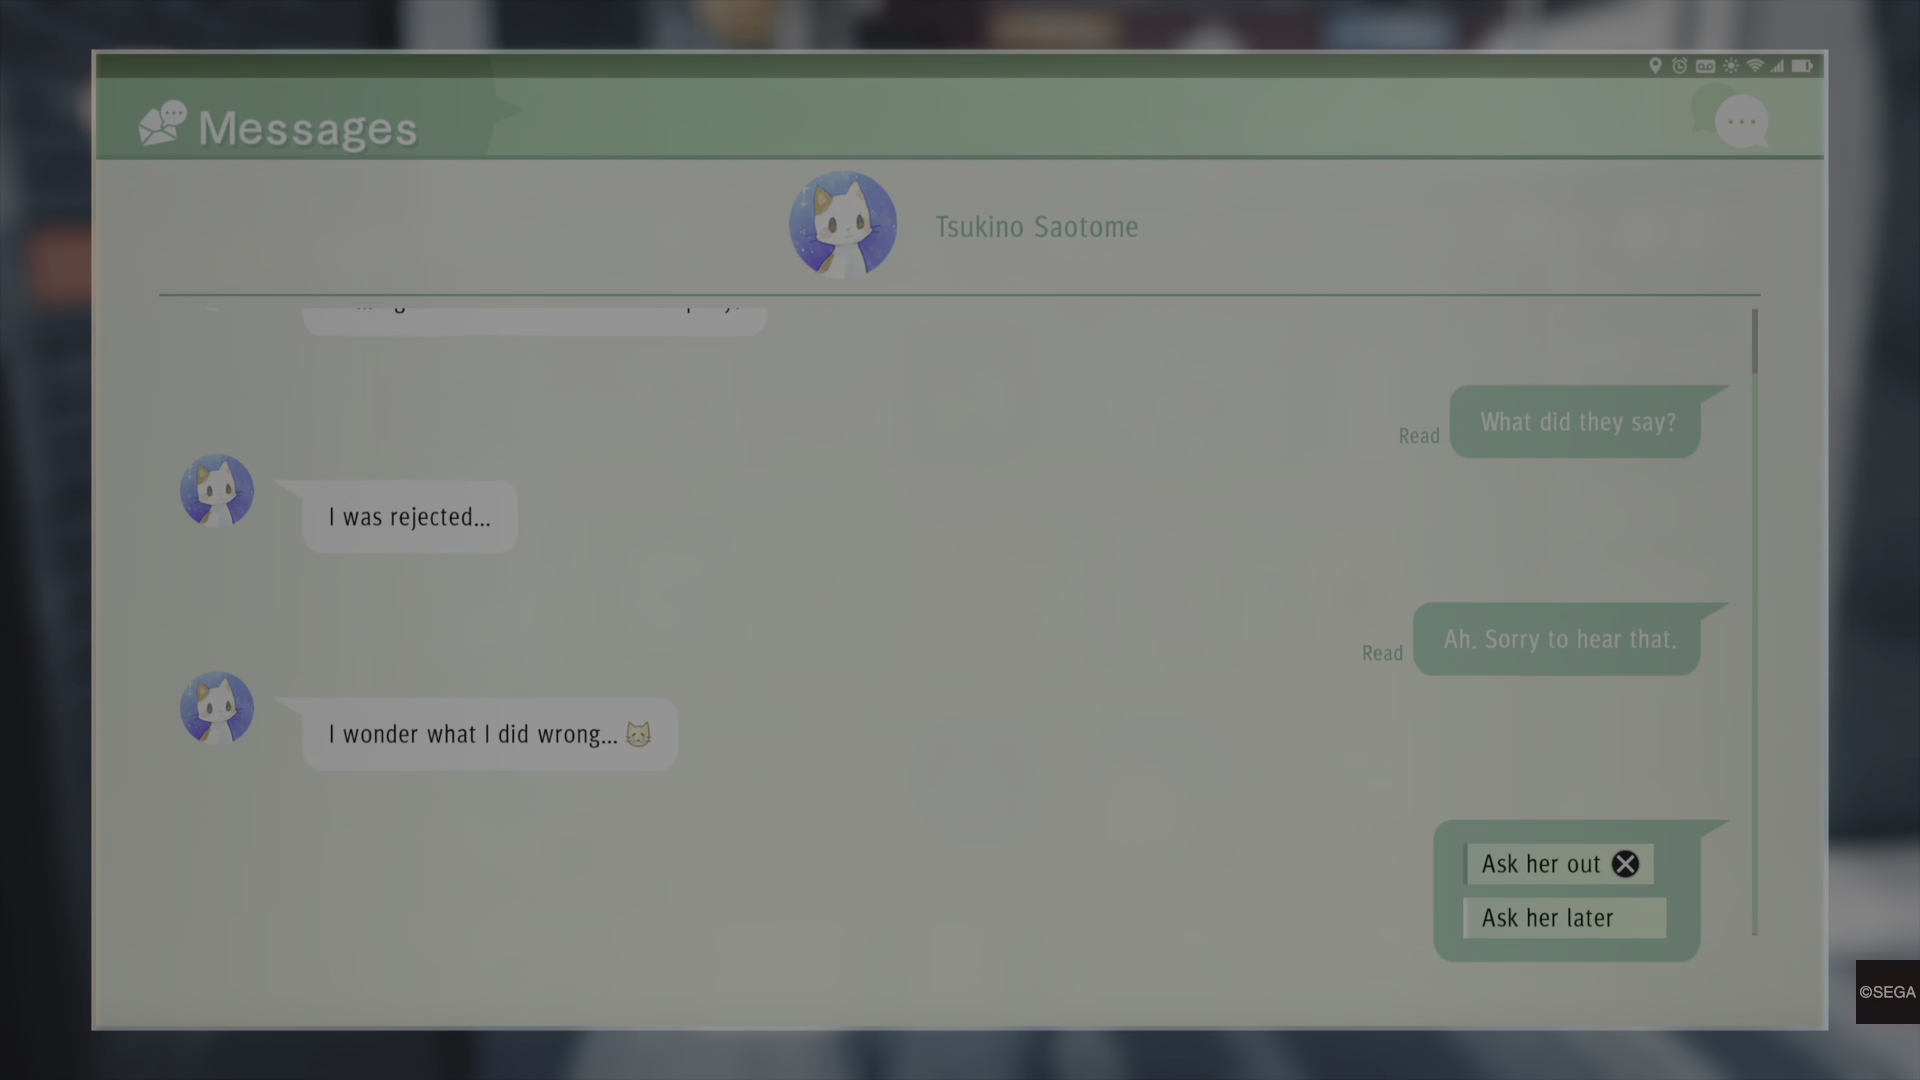 Messages
Tsukino Saotome
What did they say?
Read
I was rejected...
Ah. Sorry to hear that.
Read
I wonder what I did wrong...
Ask her out
Ask her later
©SEGA